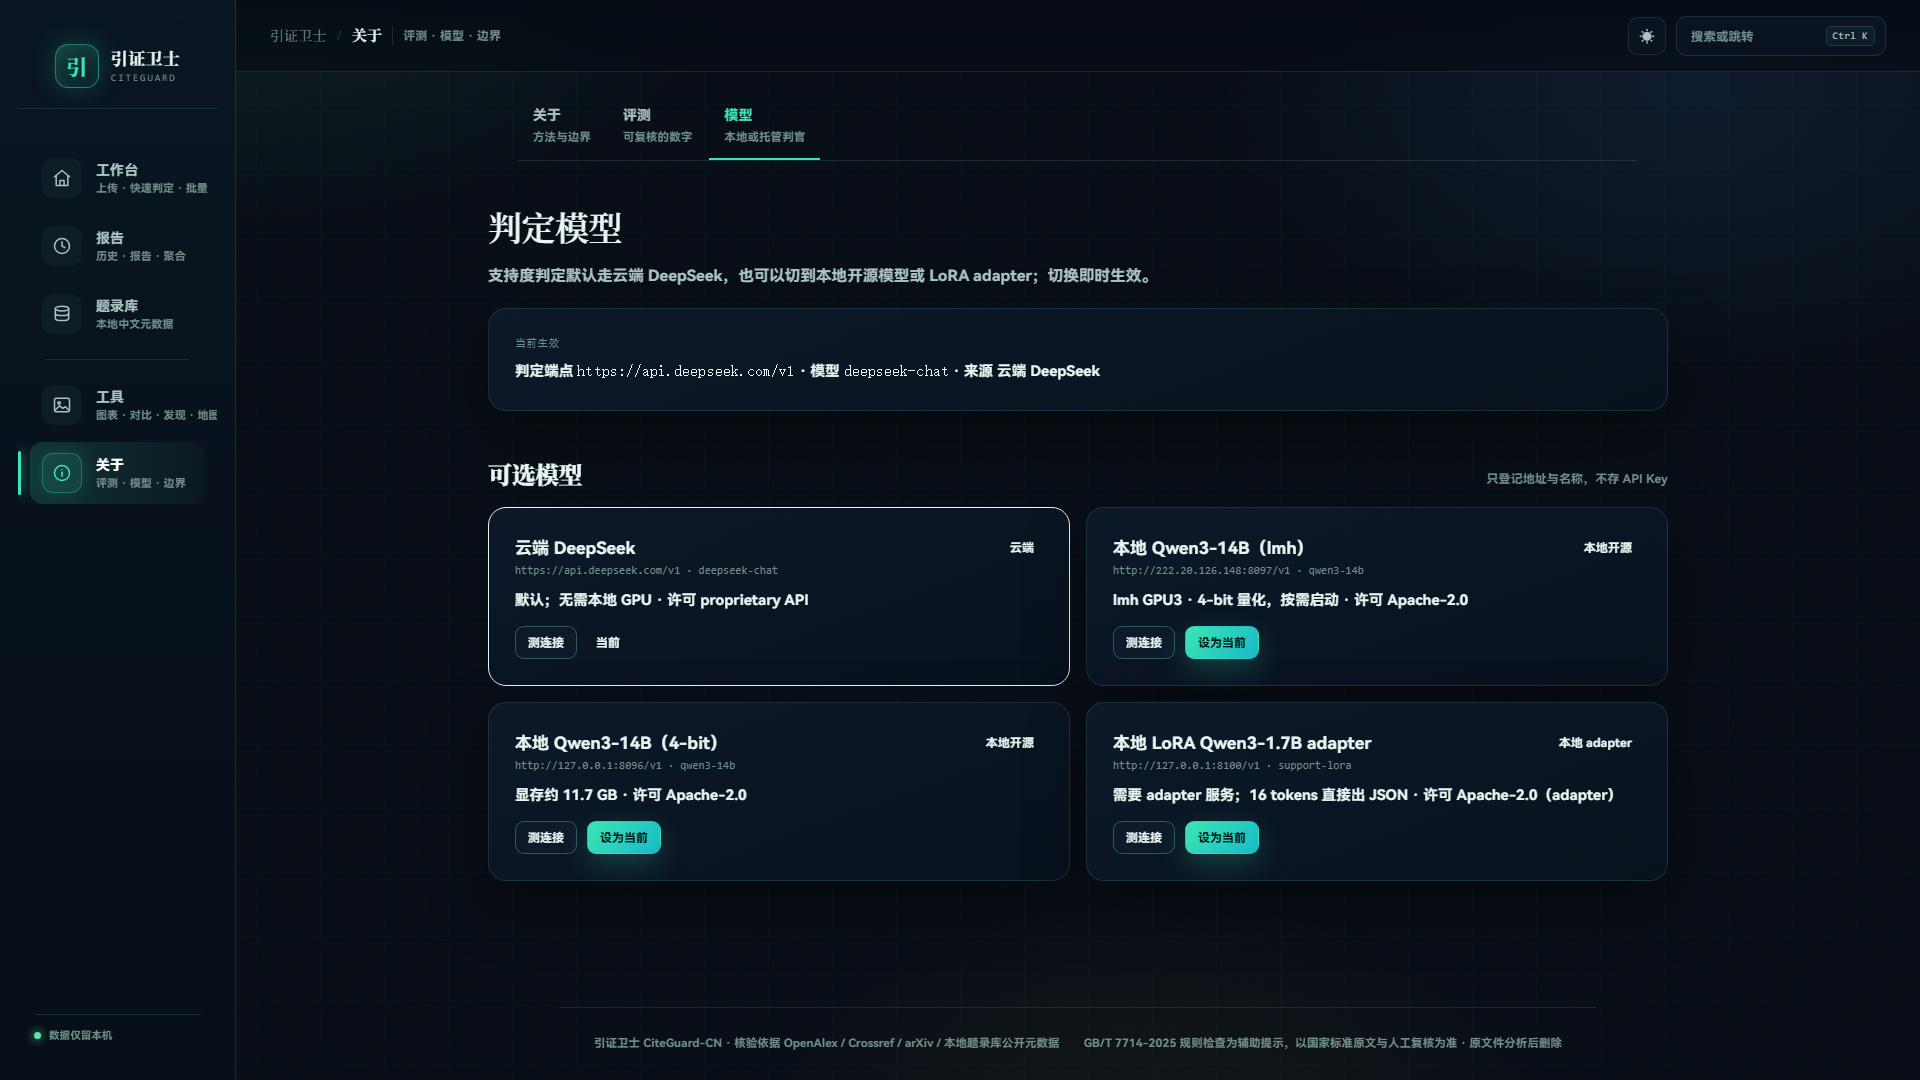 引
引证卫士
CITEGUARD
工作台
上传 · 快速判定 · 批量
报告
历史 · 报告 · 聚合
题录库
本地中文元数据
工具
图表 · 对比 · 发现 · 地图
关于
评测 · 模型 · 边界
数据仅留本机
引证卫士 / 关于 评测 · 模型 · 边界
搜索或跳转 Ctrl K
关于 评测 模型
方法与边界 可复核的数字 本地或托管判官
判定模型
支持度判定默认走云端 DeepSeek，也可以切到本地开源模型或 LoRA adapter；切换即时生效。
当前生效
判定端点 https://api.deepseek.com/v1 · 模型 deepseek-chat · 来源 云端 DeepSeek
可选模型 只登记地址与名称，不存 API Key
云端 DeepSeek 云端
https://api.deepseek.com/v1 · deepseek-chat
默认；无需本地 GPU · 许可 proprietary API
测连接 当前
本地 Qwen3-14B（lmh） 本地开源
http://222.20.126.148:8097/v1 · qwen3-14b
lmh GPU3 · 4-bit 量化，按需启动 · 许可 Apache-2.0
测连接 设为当前
本地 Qwen3-14B（4-bit） 本地开源
http://127.0.0.1:8096/v1 · qwen3-14b
显存约 11.7 GB · 许可 Apache-2.0
测连接 设为当前
本地 LoRA Qwen3-1.7B adapter 本地 adapter
http://127.0.0.1:8100/v1 · support-lora
需要 adapter 服务；16 tokens 直接出 JSON · 许可 Apache-2.0（adapter）
测连接 设为当前
引证卫士 CiteGuard-CN · 核验依据 OpenAlex / Crossref / arXiv / 本地题录库公开元数据 GB/T 7714-2025 规则检查为辅助提示，以国家标准原文与人工复核为准 · 原文件分析后删除